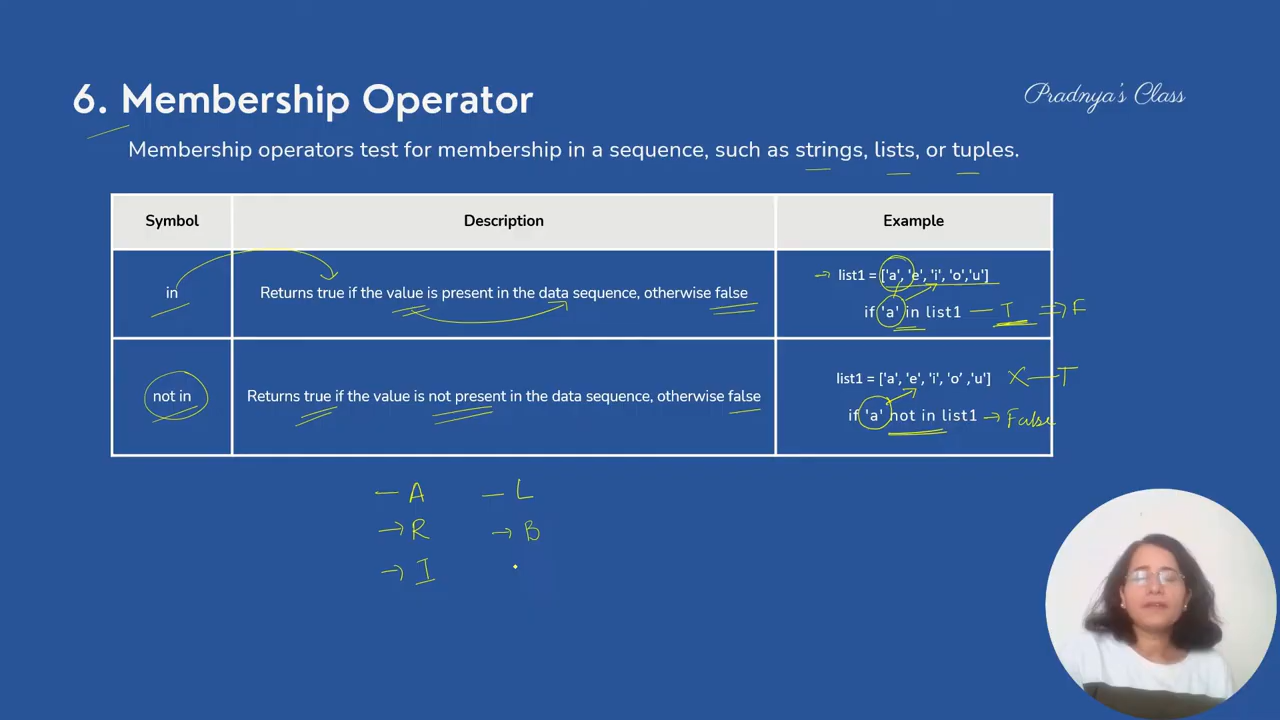 6. Membership Operator
Pradnya's Class
Membership operators test for membership in a sequence, such as strings, lists, or tuples.
Symbol Description Example
in
Returns true if the value is present in the data sequence, otherwise false
list1 = ['a', 'e', 'i', 'o','u']
if 'a' in list1 — T => F
not in
Returns true if the value is not present in the data sequence, otherwise false
list1 = ['a', 'e', 'i', 'o’ ,'u'] X — T
if 'a' not in list1 → False
— A — L
→ R → B
→ I